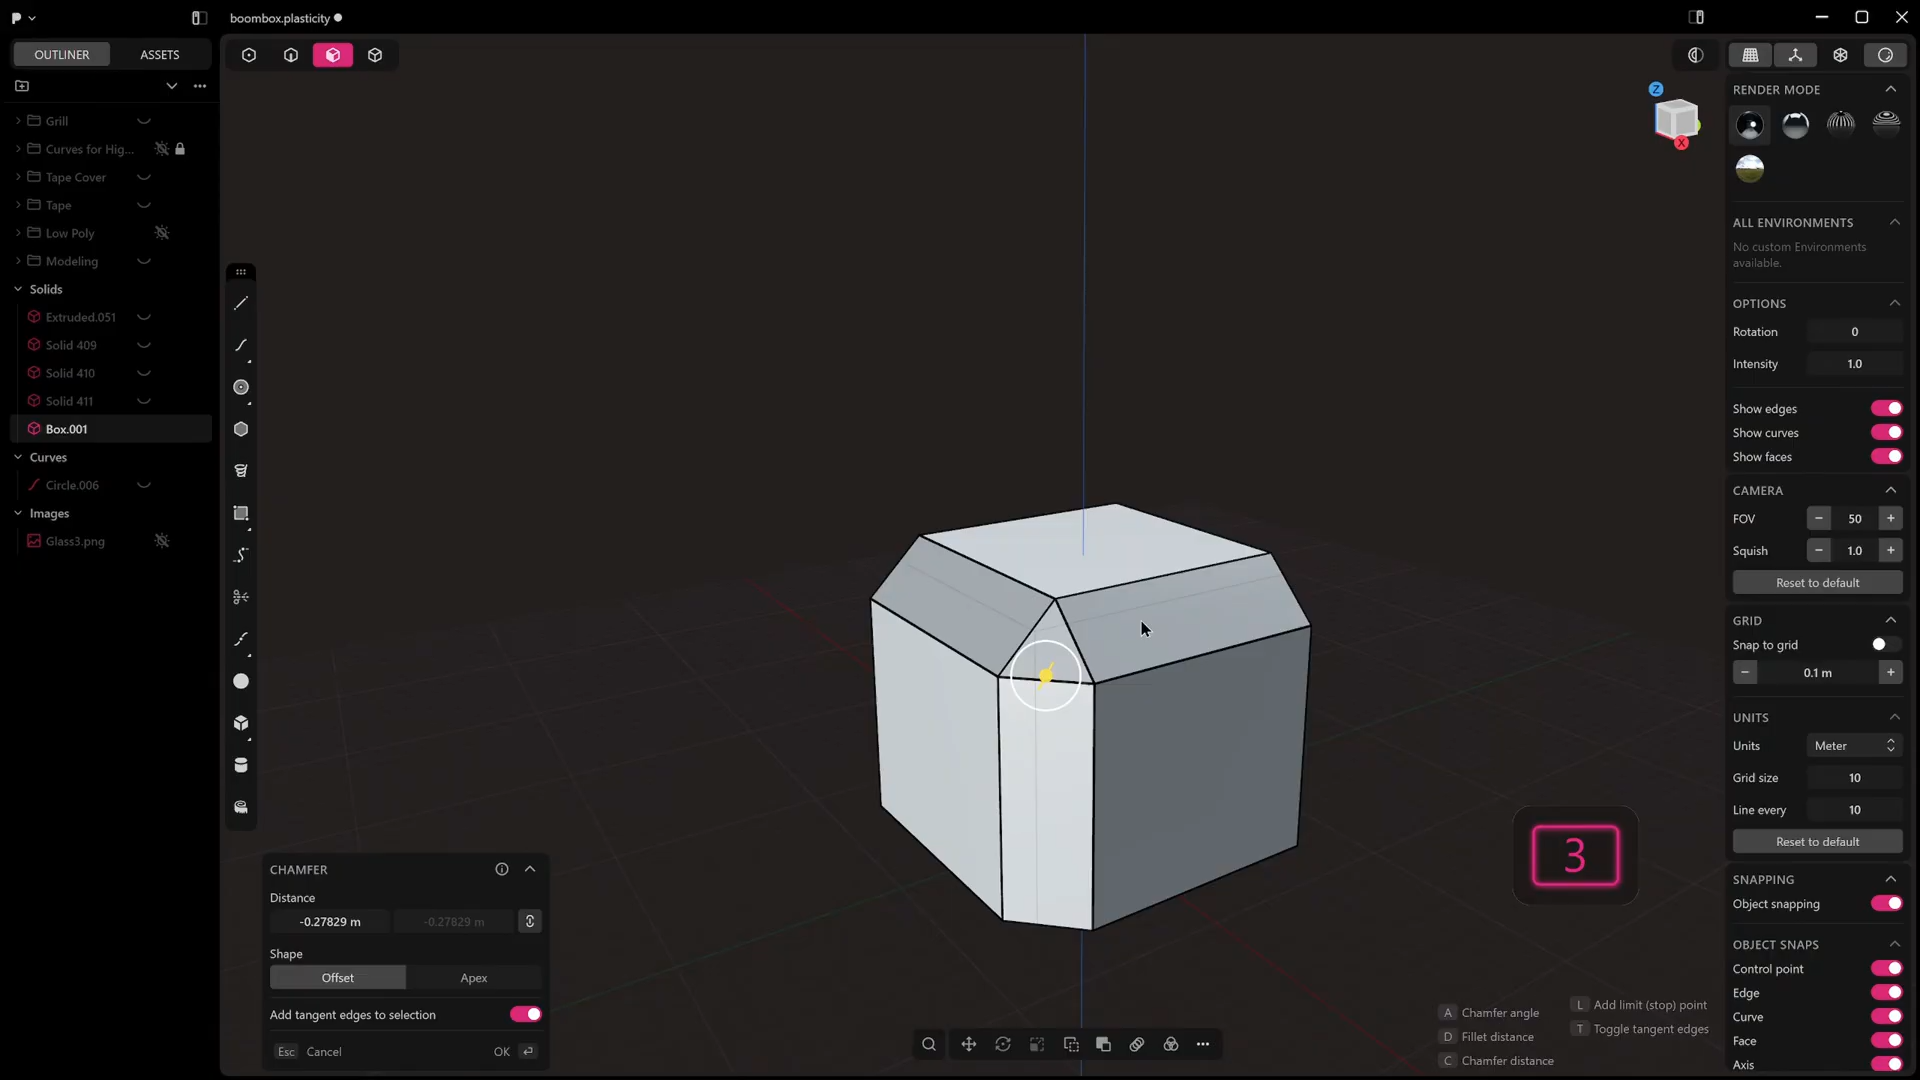 boombox.plasticity
OUTLINER
ASSETS
Grill
Curves for Hig...
Tape Cover
Tape
Low Poly
Modeling
Solids
Extruded.051
Solid 409
Solid 410
Solid 411
Box.001
Curves
Circle.006
Images
Glass3.png
Z
X
RENDER MODE
ALL ENVIRONMENTS
No custom Environments
available.
OPTIONS
Rotation 0
Intensity 1.0
Show edges
Show curves
Show faces
CAMERA
FOV − 50 +
Squish − 1.0 +
Reset to default
GRID
Snap to grid
− 0.1 m +
UNITS
Units Meter
Grid size 10
Line every 10
Reset to default
SNAPPING
Object snapping
OBJECT SNAPS
Control point
Edge
Curve
Face
Axis
3
CHAMFER
Distance
-0.27829 m -0.27829 m
Shape
Offset Apex
Add tangent edges to selection
Esc Cancel OK
A Chamfer angle
D Fillet distance
C Chamfer distance
L Add limit (stop) point
T Toggle tangent edges